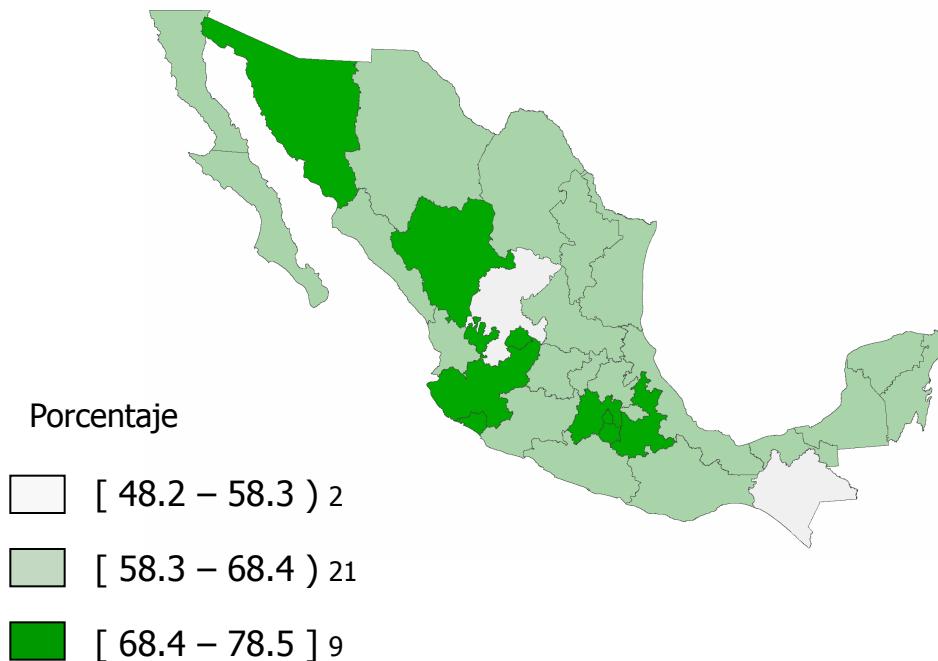 Porcentaje
[ 48.2 – 58.3 ) 2
[ 58.3 – 68.4 ) 21
[ 68.4 – 78.5 ] 9